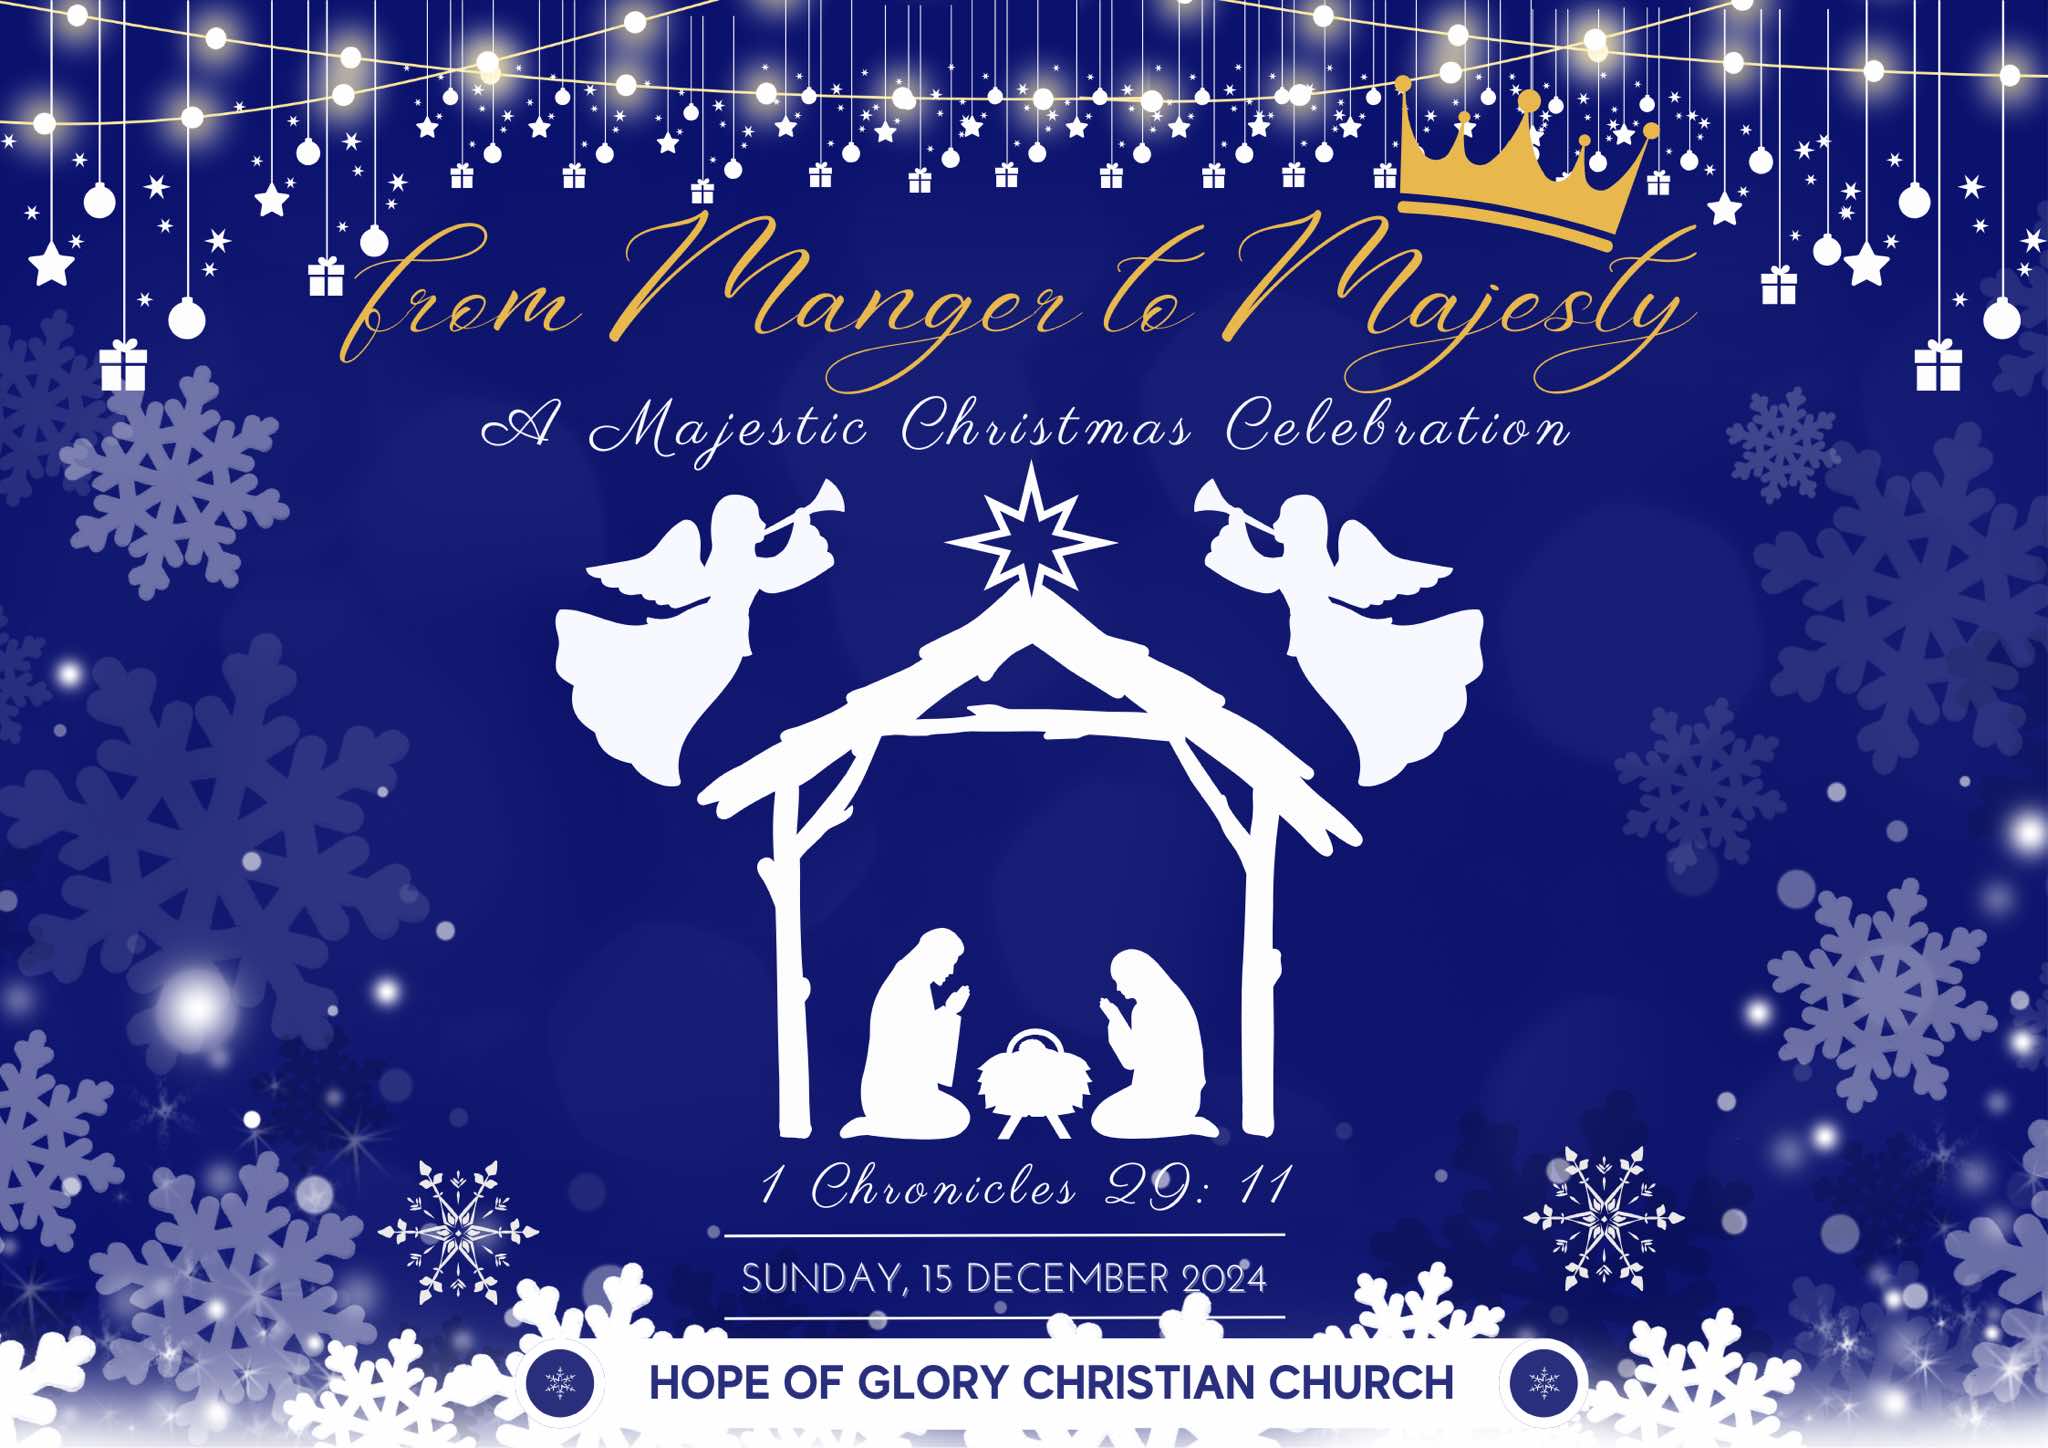 from Manger to Majesty
A Majestic Christmas Celebration
1 Chronicles 29: 11
SUNDAY, 15 DECEMBER 2024
HOPE OF GLORY CHRISTIAN CHURCH